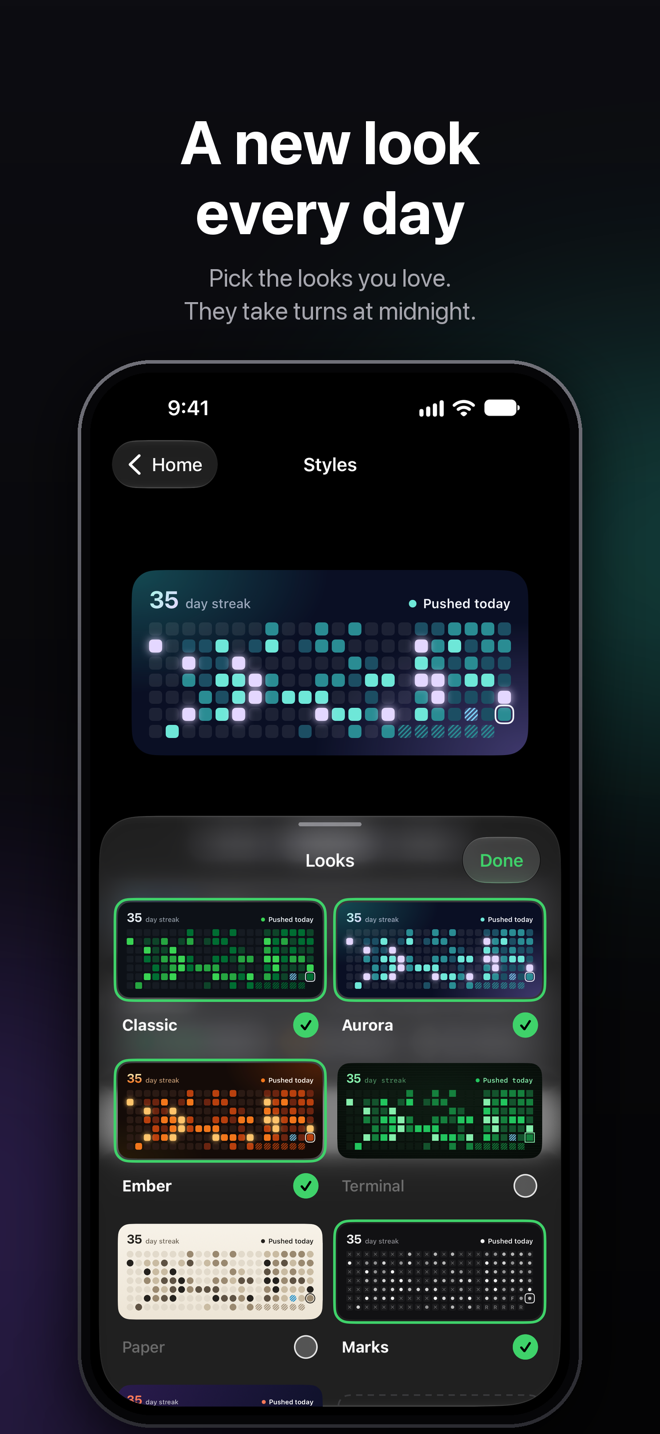 A new look
every day
Pick the looks you love.
They take turns at midnight.
9:41
Home
Styles
35 day streak
Pushed today
Looks
Done
35 day streak
Pushed today
Classic
35 day streak
Pushed today
Aurora
35 day streak
Pushed today
Ember
35 day streak
Pushed today
Terminal
35 day streak
Pushed today
Paper
35 day streak
Pushed today
Marks
35 day streak
Pushed today